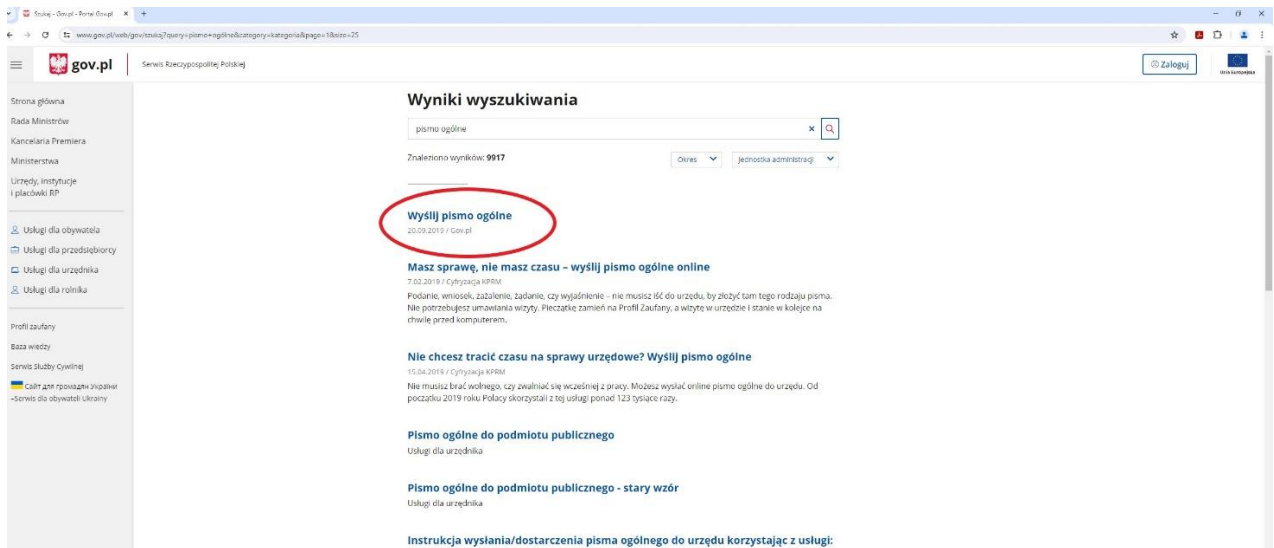 Szukaj - Gov.pl - Portal Gov.pl
www.gov.pl/web/gov/szukaj?query=pismo+ogólne&category=kategoria&page=1&size=25
gov.pl
Serwis Rzeczypospolitej Polskiej
Zaloguj
Unia Europejska
Strona główna
Rada Ministrów
Kancelaria Premiera
Ministerstwa
Urzędy, instytucje
i placówki RP
Usługi dla obywatela
Usługi dla przedsiębiorcy
Usługi dla urzędnika
Usługi dla rolnika
Profil zaufany
Baza wiedzy
Serwis Służby Cywilnej
Сайт для громадян України
-Serwis dla obywateli Ukrainy
Wyniki wyszukiwania
pismo ogólne
Znaleziono wyników: 9917
Okres
Jednostka administracji
Wyślij pismo ogólne
20.09.2019 / Gov.pl
Masz sprawę, nie masz czasu – wyślij pismo ogólne online
7.02.2019 / Cyfryzacja KPRM
Podanie, wniosek, zażalenie, żądanie, czy wyjaśnienie – nie musisz iść do urzędu, by złożyć tam tego rodzaju pisma.
Nie potrzebujesz umawiania wizyty. Pieczątkę zamień na Profil Zaufany, a wizytę w urzędzie i stanie w kolejce na
chwilę przed komputerem.
Nie chcesz tracić czasu na sprawy urzędowe? Wyślij pismo ogólne
15.04.2019 / Cyfryzacja KPRM
Nie musisz brać wolnego, czy zwalniać się wcześniej z pracy. Możesz wysłać online pismo ogólne do urzędu. Od
początku 2019 roku Polacy skorzystali z tej usługi ponad 123 tysiące razy.
Pismo ogólne do podmiotu publicznego
Usługi dla urzędnika
Pismo ogólne do podmiotu publicznego - stary wzór
Usługi dla urzędnika
Instrukcja wysłania/dostarczenia pisma ogólnego do urzędu korzystając z usługi: